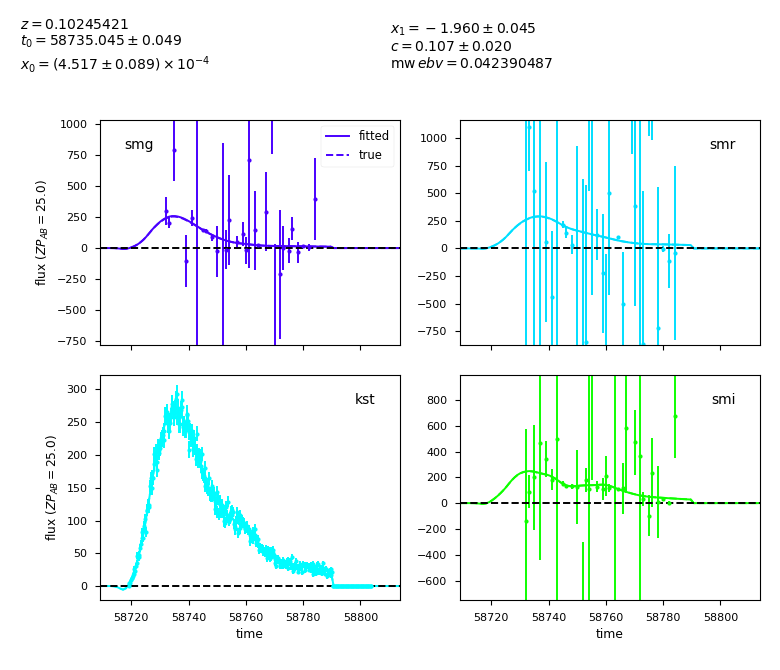 z = 0.10245421
t₀ = 58735.045 ± 0.049
x₀ = (4.517 ± 0.089) × 10⁻⁴
x₁ = −1.960 ± 0.045
c = 0.107 ± 0.020
mw ebv = 0.042390487
smg
fitted
true
1000
750
500
250
0
−250
−500
−750
flux (ZP_AB = 25.0)
smr
1000
750
500
250
0
−250
−500
−750
kst
300
250
200
150
100
50
0
flux (ZP_AB = 25.0)
58720 58740 58760 58780 58800
time
smi
800
600
400
200
0
−200
−400
−600
58720 58740 58760 58780 58800
time